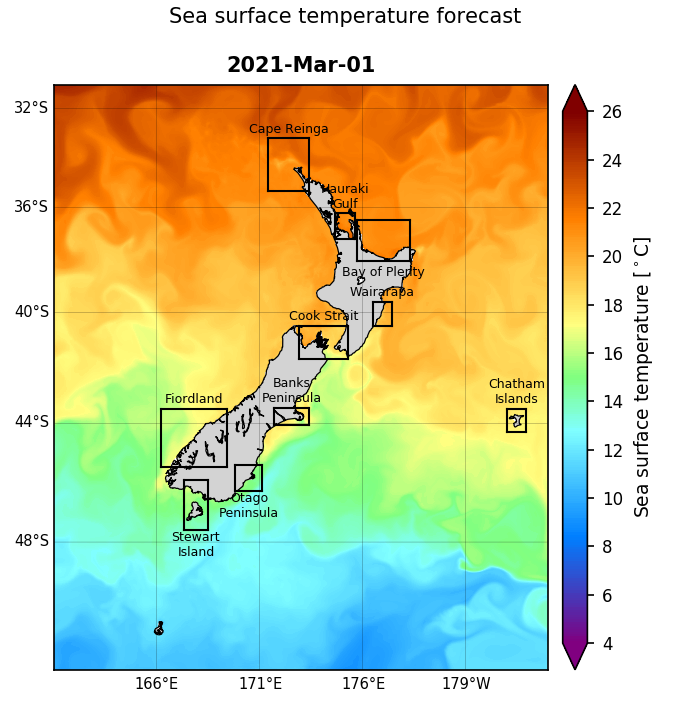 Sea surface temperature forecast
2021-Mar-01
32°S
36°S
40°S
44°S
48°S
Cape Reinga
Hauraki
Gulf
Bay of Plenty
Wairarapa
Cook Strait
Banks
Peninsula
Fiordland
Chatham
Islands
Otago
Peninsula
Stewart
Island
166°E
171°E
176°E
179°W
26
24
22
20
18
16
14
12
10
8
6
4
Sea surface temperature [°C]